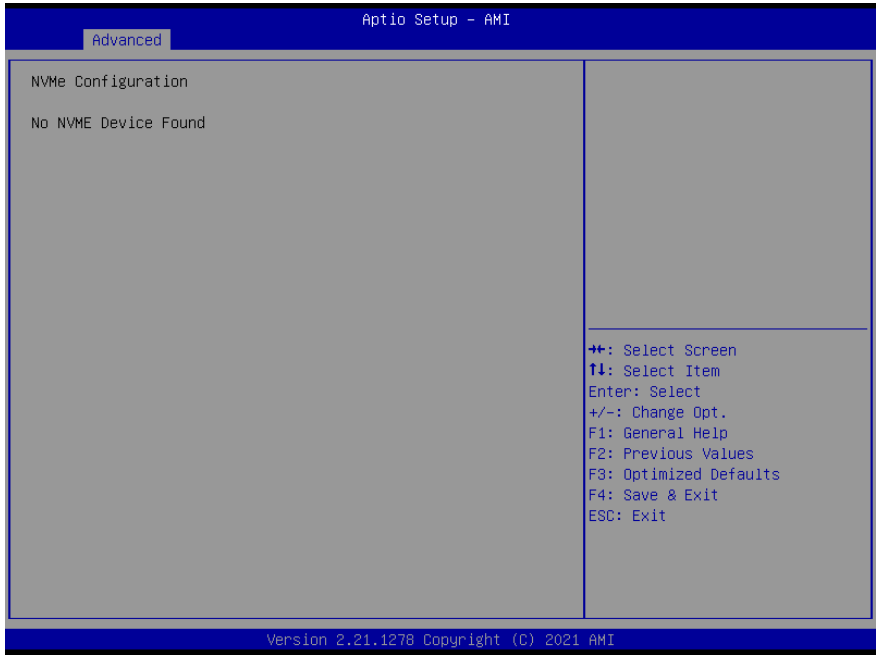 Aptio Setup – AMI
Advanced
NVMe Configuration
No NVME Device Found
→←: Select Screen
↑↓: Select Item
Enter: Select
+/-: Change Opt.
F1: General Help
F2: Previous Values
F3: Optimized Defaults
F4: Save & Exit
ESC: Exit
Version 2.21.1278 Copyright (C) 2021 AMI